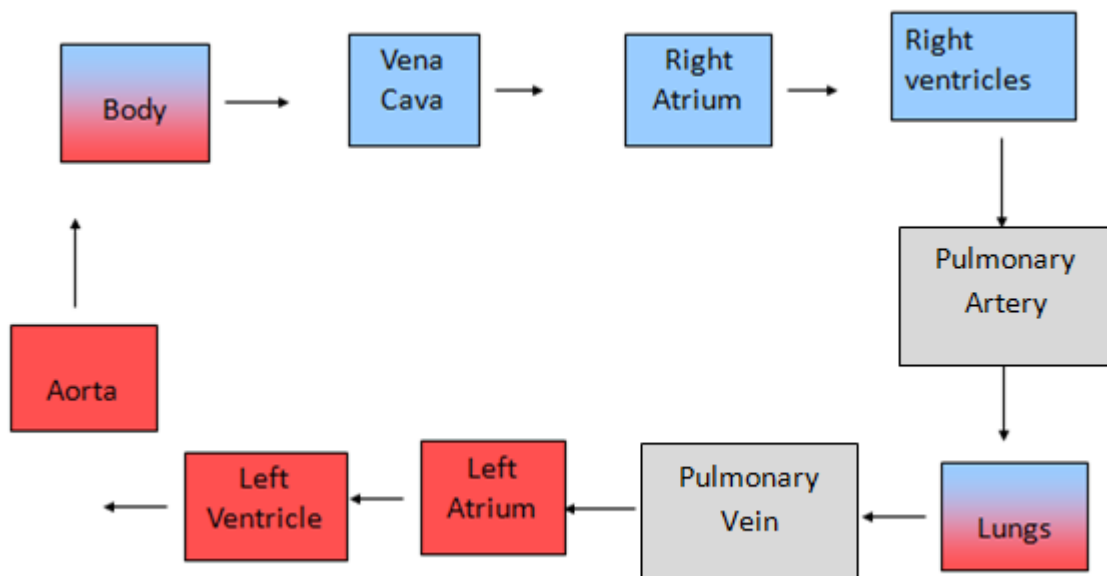 Body
Vena
Cava
Right
Atrium
Right
ventricles
Pulmonary
Artery
Lungs
Pulmonary
Vein
Left
Atrium
Left
Ventricle
Aorta